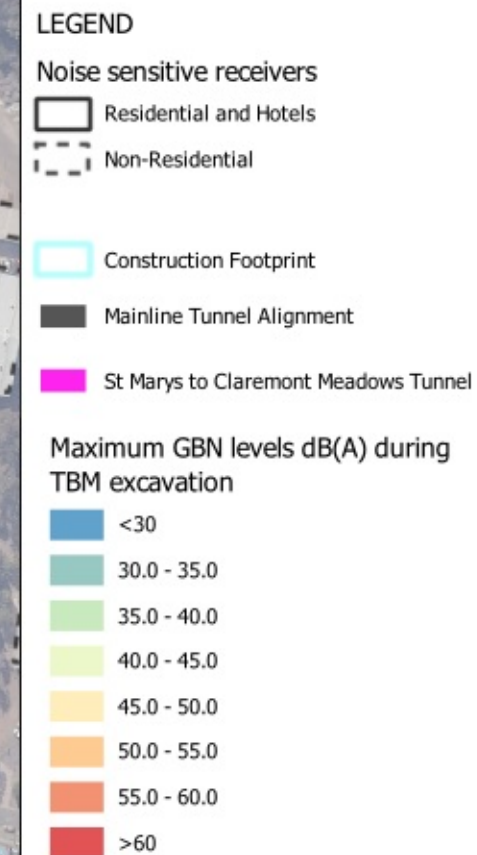 LEGEND
Noise sensitive receivers
Residential and Hotels
Non-Residential
Construction Footprint
Mainline Tunnel Alignment
St Marys to Claremont Meadows Tunnel
Maximum GBN levels dB(A) during
TBM excavation
<30
30.0 - 35.0
35.0 - 40.0
40.0 - 45.0
45.0 - 50.0
50.0 - 55.0
55.0 - 60.0
>60